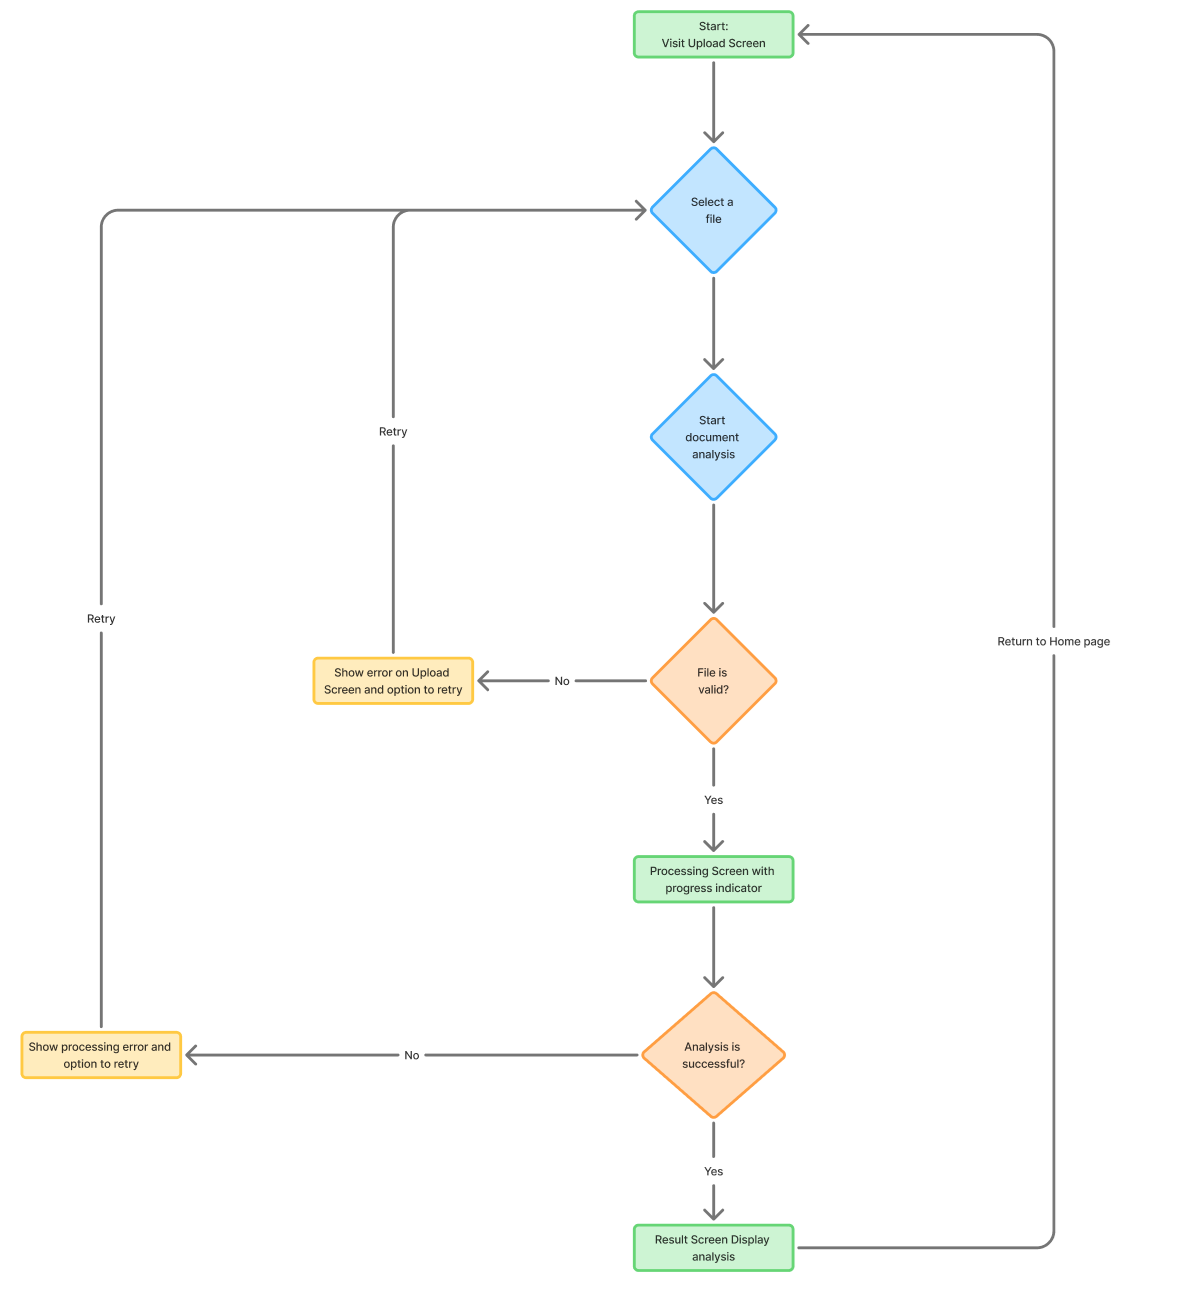 Start:
Visit Upload Screen
Select a
file
Start
document
analysis
Retry
Retry
Return to Home page
Show error on Upload
Screen and option to retry
No
File is
valid?
Yes
Processing Screen with
progress indicator
Show processing error and
option to retry
No
Analysis is
successful?
Yes
Result Screen Display
analysis